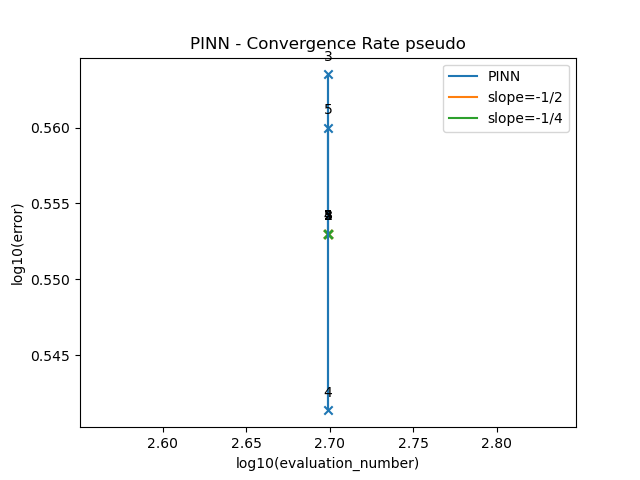 PINN - Convergence Rate pseudo
3
PINN
slope=-1/2
slope=-1/4
5
4
0.560
0.555
0.550
0.545
log10(error)
2.60
2.65
2.70
2.75
2.80
log10(evaluation_number)